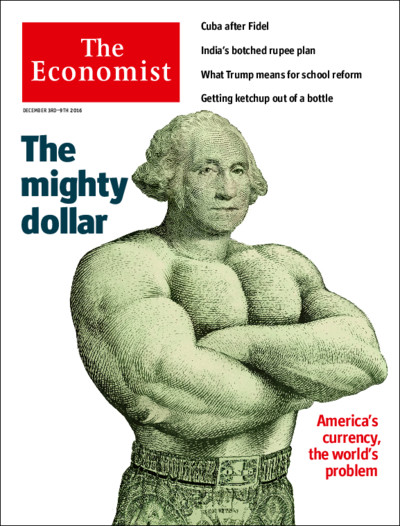 The
Economist
DECEMBER 3RD–9TH 2016
Cuba after Fidel
India's botched rupee plan
What Trump means for school reform
Getting ketchup out of a bottle
The
mighty
dollar
America's
currency,
the world's
problem